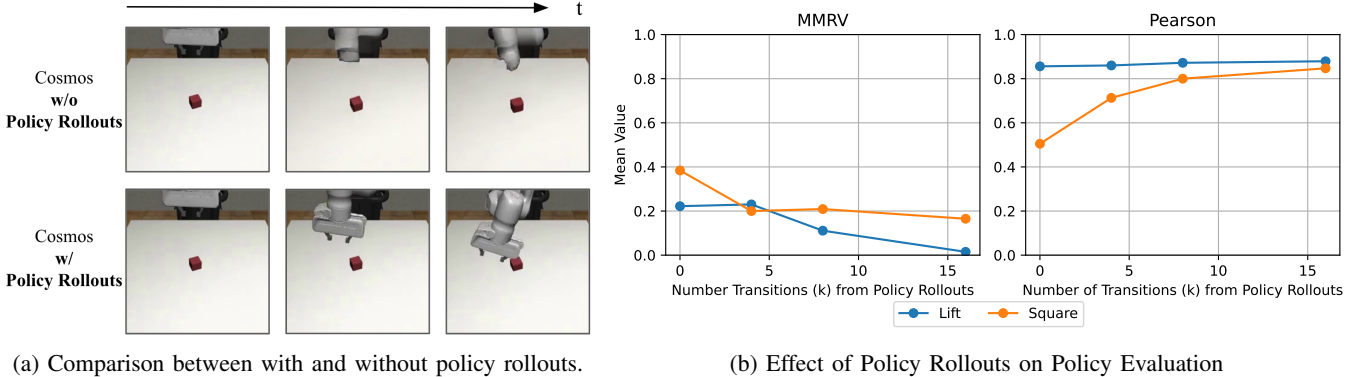 t
Cosmos
w/o
Policy Rollouts
Cosmos
w/
Policy Rollouts
(a) Comparison between with and without policy rollouts.
MMRV
Mean Value
1.0
0.8
0.6
0.4
0.2
0.0
0 5 10 15
Number Transitions (k) from Policy Rollouts
Pearson
1.0
0.8
0.6
0.4
0.2
0.0
0 5 10 15
Number of Transitions (k) from Policy Rollouts
Lift Square
(b) Effect of Policy Rollouts on Policy Evaluation